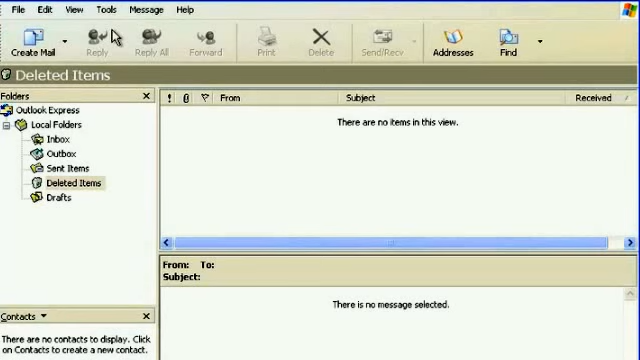 File Edit View Tools Message Help
Create Mail Reply Reply All Forward Print Delete Send/Recv Addresses Find
Deleted Items
Folders
Outlook Express
Local Folders
Inbox
Outbox
Sent Items
Deleted Items
Drafts
Contacts
There are no contacts to display. Click
on Contacts to create a new contact.
! From Subject Received
There are no items in this view.
From: To:
Subject:
There is no message selected.